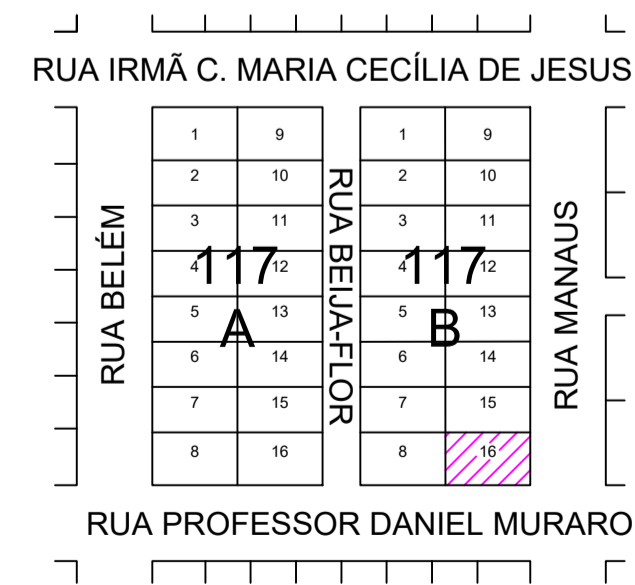 RUA IRMÃ C. MARIA CECÍLIA DE JESUS
RUA BELÉM
1 9
2 10
3 11
4 12
117
5 13
A
6 14
7 15
8 16
RUA BEIJA-FLOR
1 9
2 10
3 11
4 12
117
5 13
B
6 14
7 15
8 16
RUA MANAUS
RUA PROFESSOR DANIEL MURARO